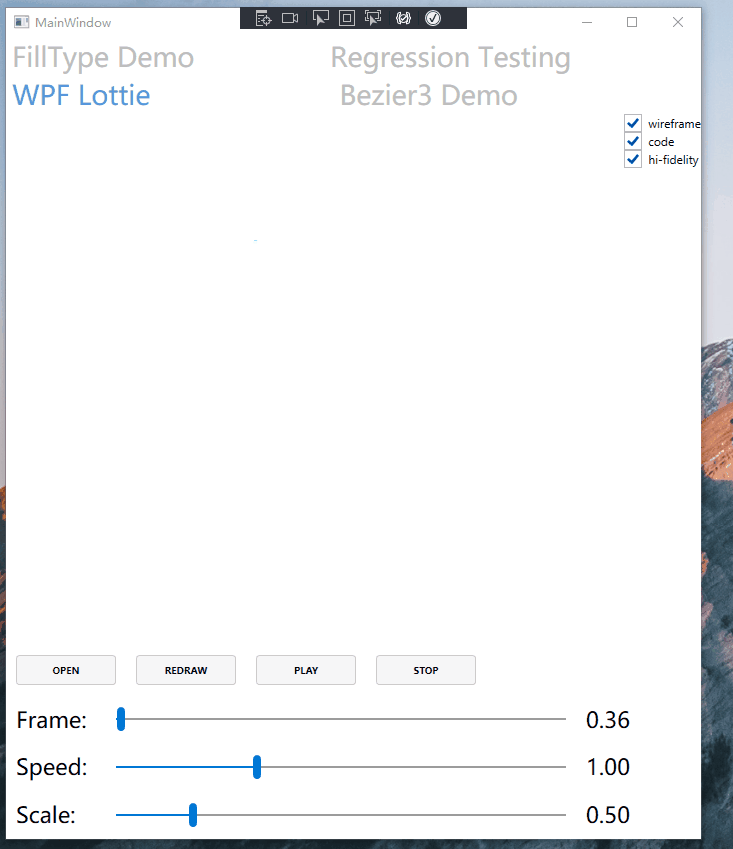 MainWindow
FillType Demo Regression Testing
WPF Lottie Bezier3 Demo
wireframe
code
hi-fidelity
OPEN REDRAW PLAY STOP
Frame: 0.36
Speed: 1.00
Scale: 0.50